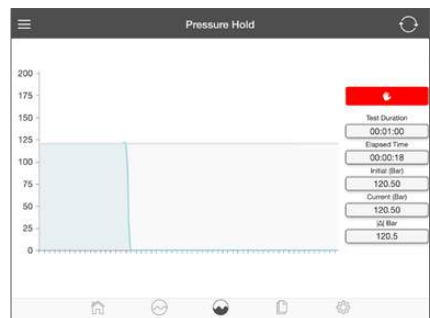 Pressure Hold
200
175
150
125
100
75
50
25
0
Test Duration
00:01:00
Elapsed Time
00:00:18
Initial (Bar)
120.50
Current (Bar)
120.50
|Δ| Bar
120.5